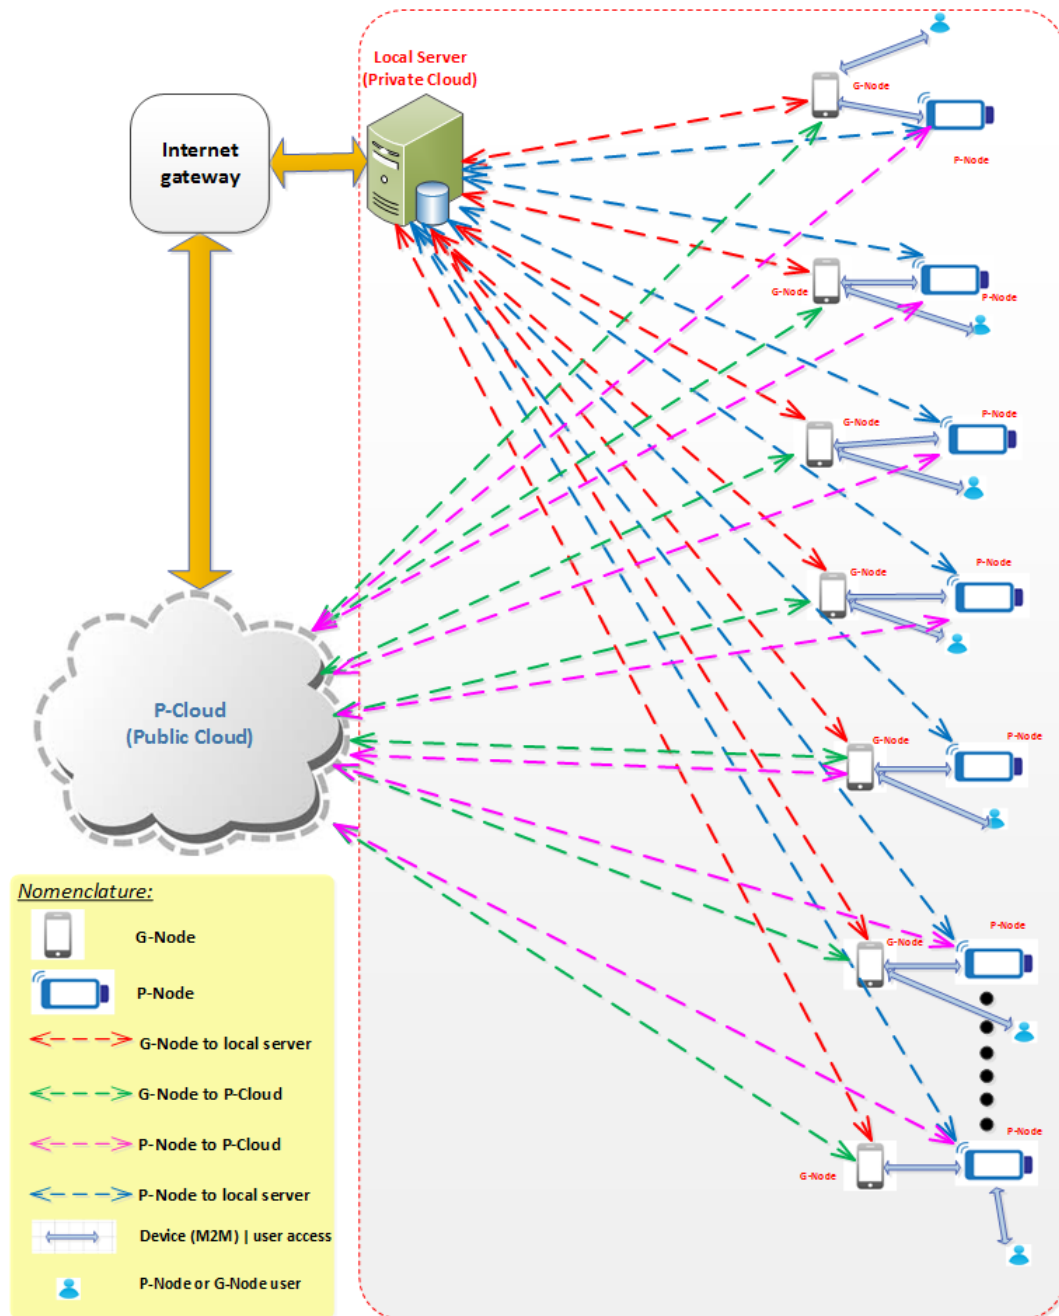 Local Server
(Private Cloud)
G-Node
P-Node
Internet
gateway
G-Node
P-Node
G-Node
P-Node
G-Node
P-Node
P-Cloud
(Public Cloud)
G-Node
P-Node
G-Node
P-Node
G-Node
P-Node
Nomenclature:
G-Node
P-Node
G-Node to local server
G-Node to P-Cloud
P-Node to P-Cloud
P-Node to local server
Device (M2M) | user access
P-Node or G-Node user